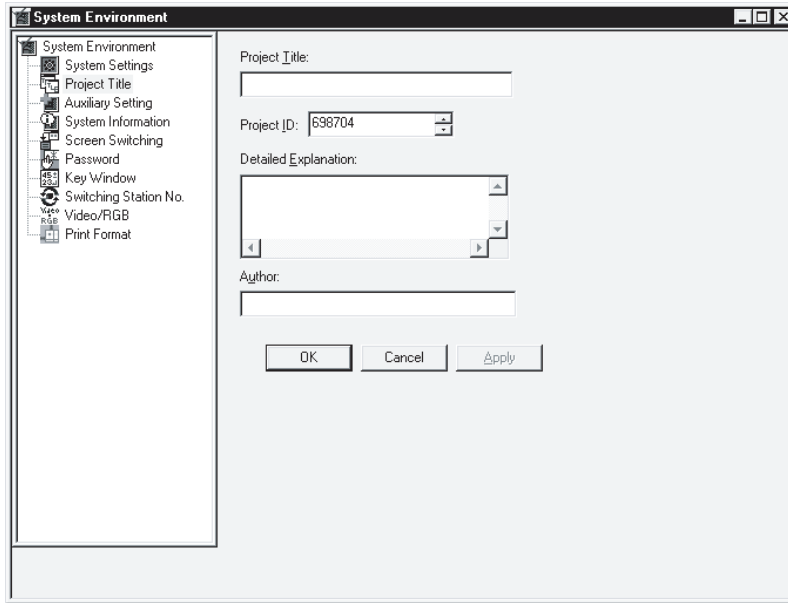 System Environment
System Environment
System Settings
Project Title
Auxiliary Setting
System Information
Screen Switching
Password
Key Window
Switching Station No.
Video/RGB
Print Format
Project Title:
Project ID: 698704
Detailed Explanation:
Author:
OK Cancel Apply